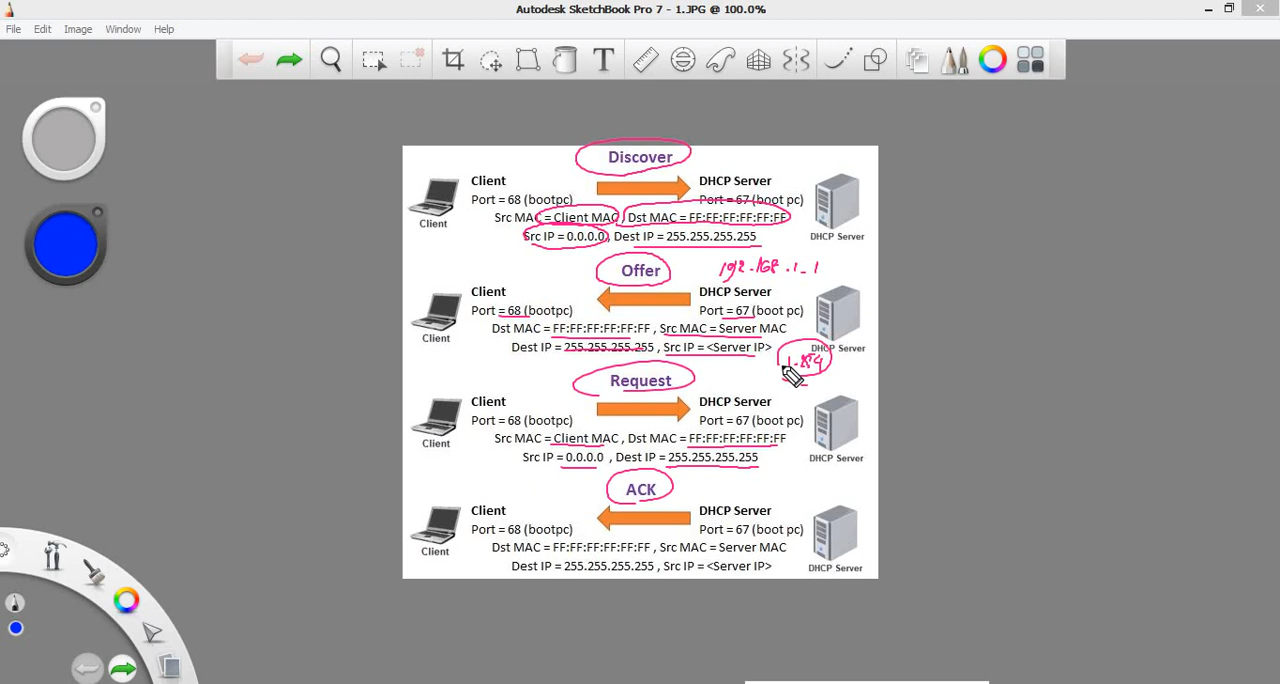 Autodesk SketchBook Pro 7 - 1.JPG @ 100.0%
File Edit Image Window Help
T
Discover
Client DHCP Server
Port = 68 (bootpc) Port = 67 (boot pc)
Src MAC = Client MAC, Dst MAC = FF:FF:FF:FF:FF:FF
Client
Src IP = 0.0.0.0 , Dest IP = 255.255.255.255
DHCP Server
Offer 192.168.1.1
Client DHCP Server
Port = 68 (bootpc) Port = 67 (boot pc)
Dst MAC = FF:FF:FF:FF:FF:FF , Src MAC = Server MAC
Client
Dest IP = 255.255.255.255 , Src IP = <Server IP>
DHCP Server
1.254
Request
Client DHCP Server
Port = 68 (bootpc) Port = 67 (boot pc)
Src MAC = Client MAC , Dst MAC = FF:FF:FF:FF:FF:FF
Client
Src IP = 0.0.0.0 , Dest IP = 255.255.255.255
DHCP Server
ACK
Client DHCP Server
Port = 68 (bootpc) Port = 67 (boot pc)
Dst MAC = FF:FF:FF:FF:FF:FF , Src MAC = Server MAC
Client
Dest IP = 255.255.255.255 , Src IP = <Server IP>
DHCP Server